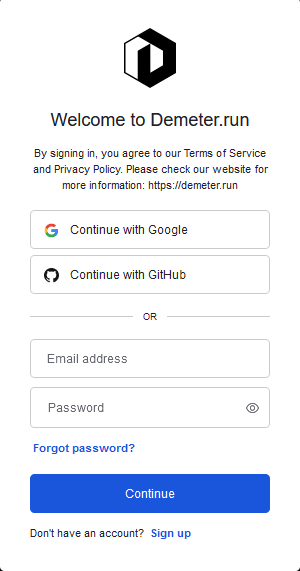 Welcome to Demeter.run
By signing in, you agree to our Terms of Service
and Privacy Policy. Please check our website for
more information: https://demeter.run
Continue with Google
Continue with GitHub
OR
Email address
Password
Forgot password?
Continue
Don't have an account? Sign up